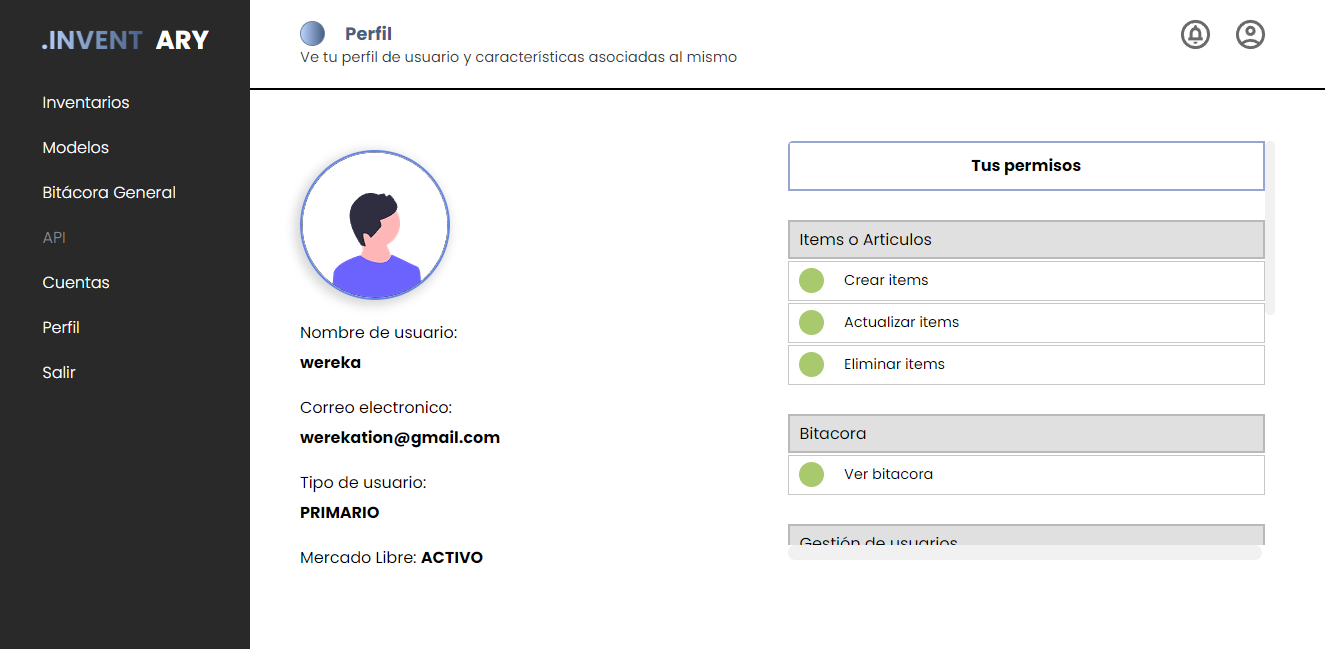 .INVENT ARY
Inventarios
Modelos
Bitácora General
API
Cuentas
Perfil
Salir
Perfil
Ve tu perfil de usuario y características asociadas al mismo
Nombre de usuario:
wereka
Correo electronico:
werekation@gmail.com
Tipo de usuario:
PRIMARIO
Mercado Libre: ACTIVO
Tus permisos
Items o Articulos
Crear items
Actualizar items
Eliminar items
Bitacora
Ver bitacora
Gestión de usuarios